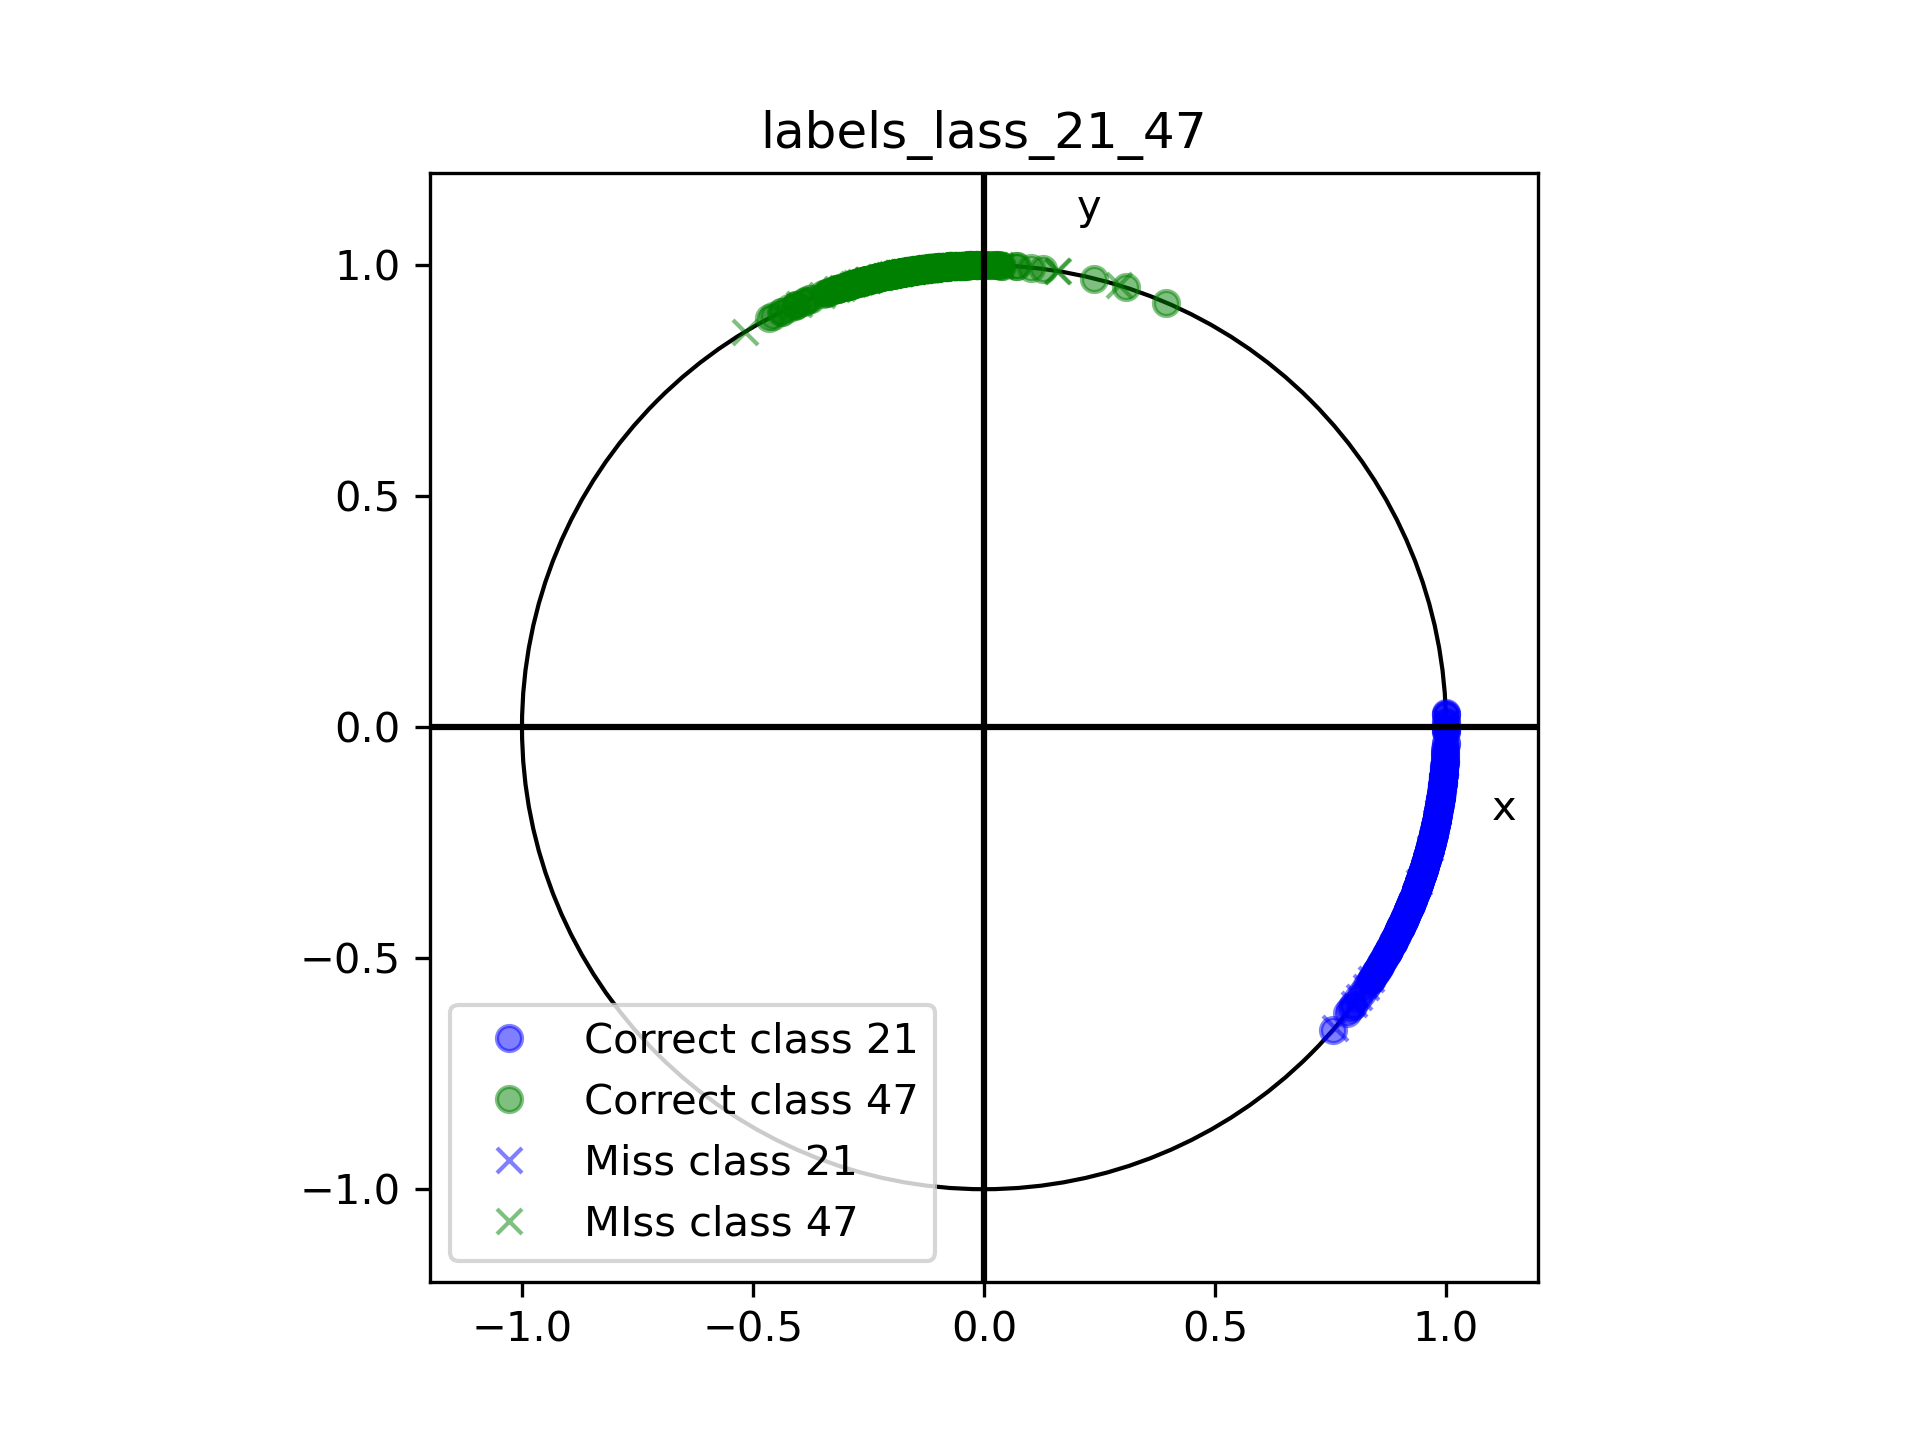 labels_lass_21_47
y
1.0
0.5
0.0
x
−0.5
−1.0
Correct class 21
Correct class 47
Miss class 21
MIss class 47
−1.0 −0.5 0.0 0.5 1.0